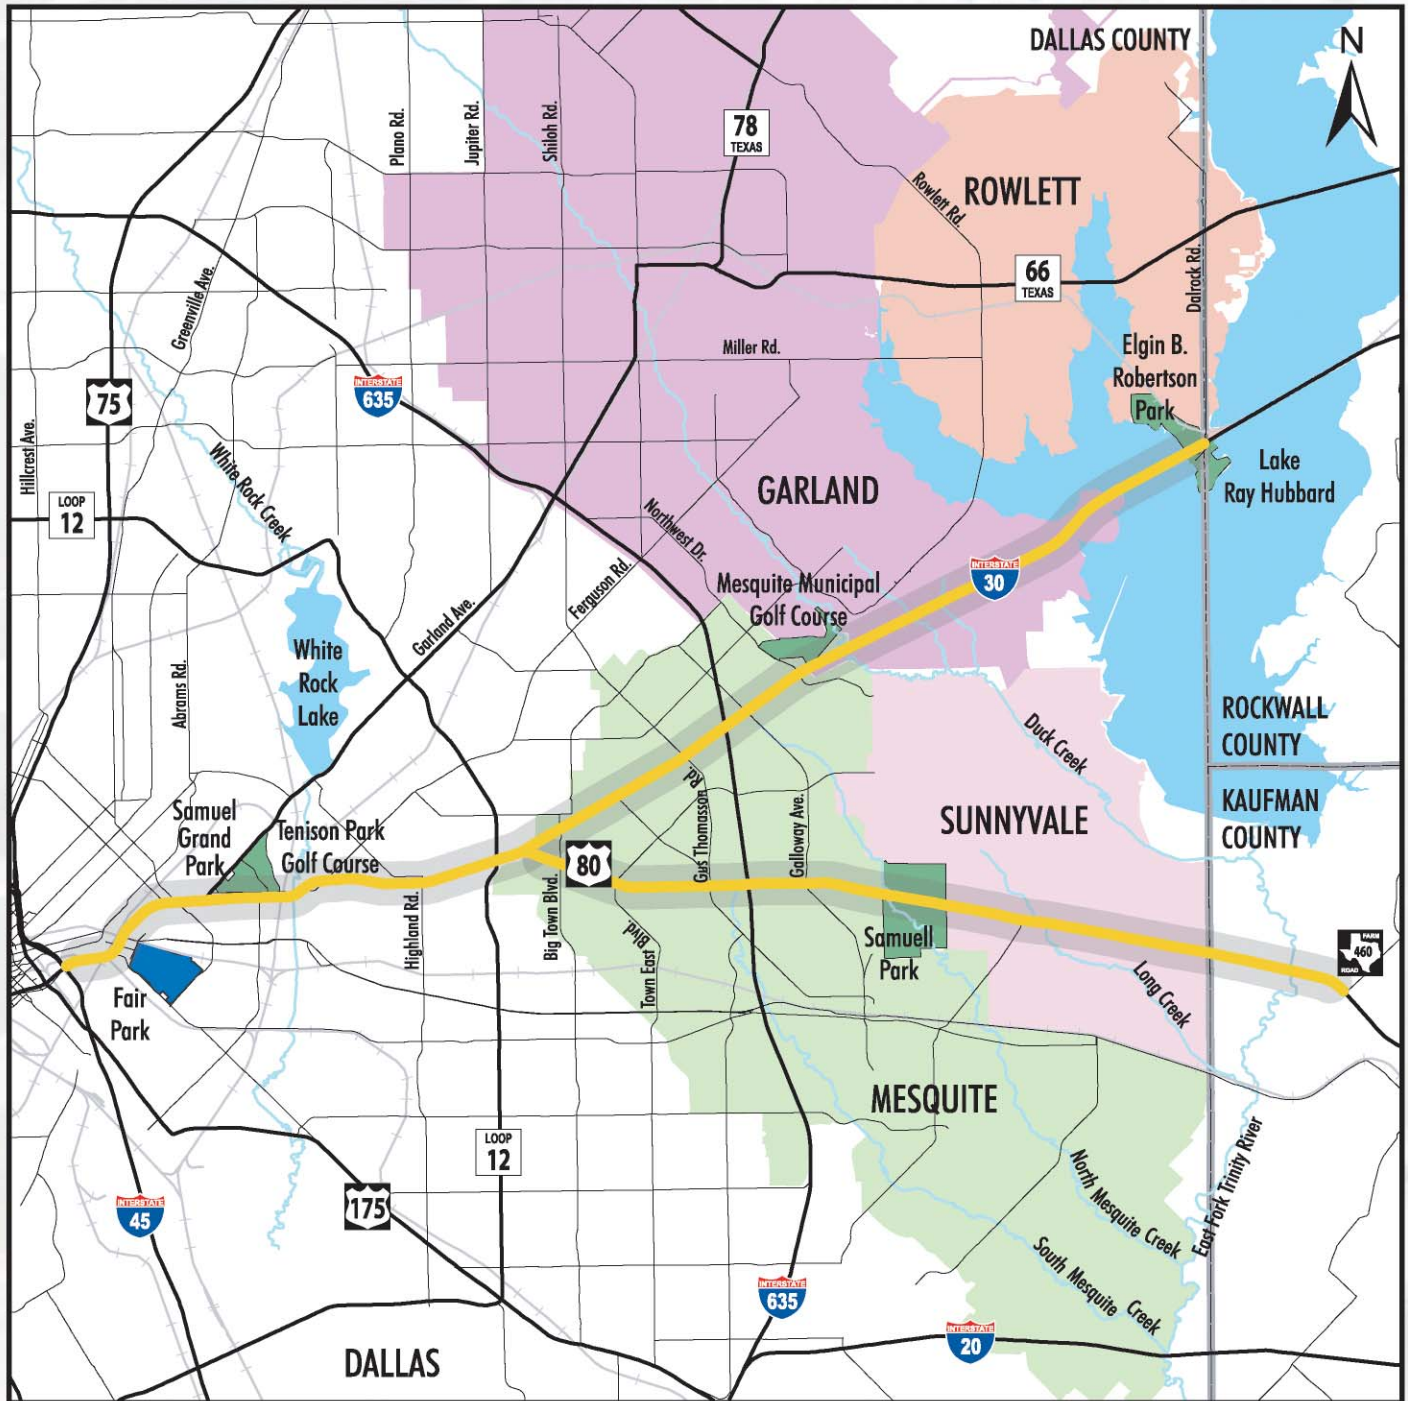 DALLAS COUNTY
N
Plano Rd.
Jupiter Rd.
Shiloh Rd.
78
TEXAS
Rowlett Rd.
ROWLETT
66
TEXAS
Dalrock Rd.
Greenville Ave.
Miller Rd.
Elgin B.
Robertson
Park
75
INTERSTATE
635
Hillcrest Ave.
White Rock Creek
LOOP
12
GARLAND
Lake
Ray Hubbard
Northwest Dr.
Ferguson Rd.
Mesquite Municipal
Golf Course
INTERSTATE
30
Garland Ave.
White
Rock
Lake
Abrams Rd.
ROCKWALL
COUNTY
Duck Creek
KAUFMAN
COUNTY
SUNNYVALE
Gus Thomasson
Rd.
Galloway Ave.
Samuel
Grand
Park
Tenison Park
Golf Course
80
Highland Rd.
Big Town Blvd.
Town East
Blvd.
Samuell
Park
FARM
460
ROAD
Long Creek
Fair
Park
MESQUITE
LOOP
12
175
INTERSTATE
45
North Mesquite Creek
East Fork Trinity River
South Mesquite Creek
INTERSTATE
635
INTERSTATE
20
DALLAS